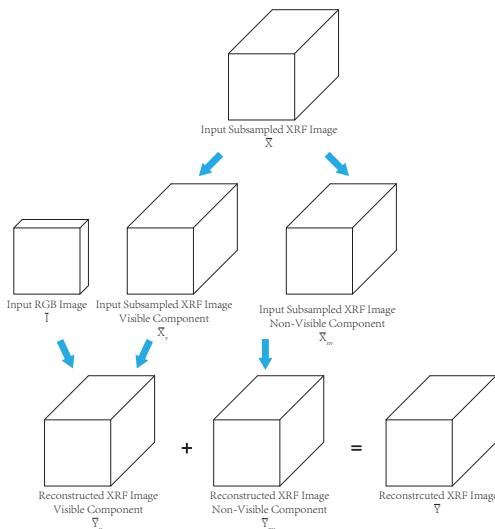 Input Subsampled XRF Image
X̅
Input RGB Image
I̅
Input Subsampled XRF Image
Visible Component
X̅ᵥ
Input Subsampled XRF Image
Non-Visible Component
X̅ₙᵥ
+
=
Reconstructed XRF Image
Visible Component
Y̅ᵥ
Reconstructed XRF Image
Non-Visible Component
Y̅ₙᵥ
Reconstrcuted XRF Image
Y̅